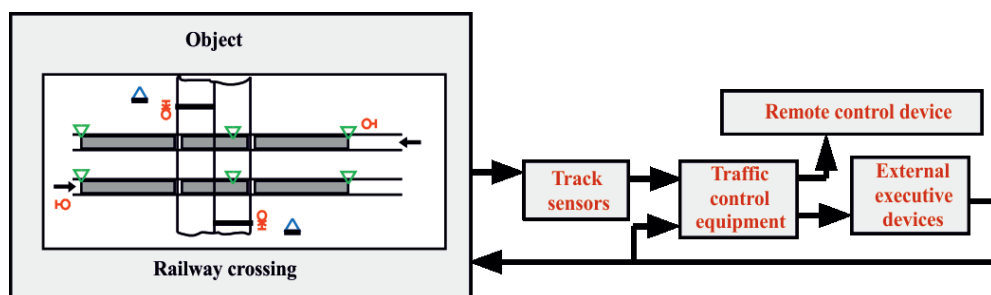 Object
Railway crossing
Track
sensors
Traffic
control
equipment
Remote control device
External
executive
devices